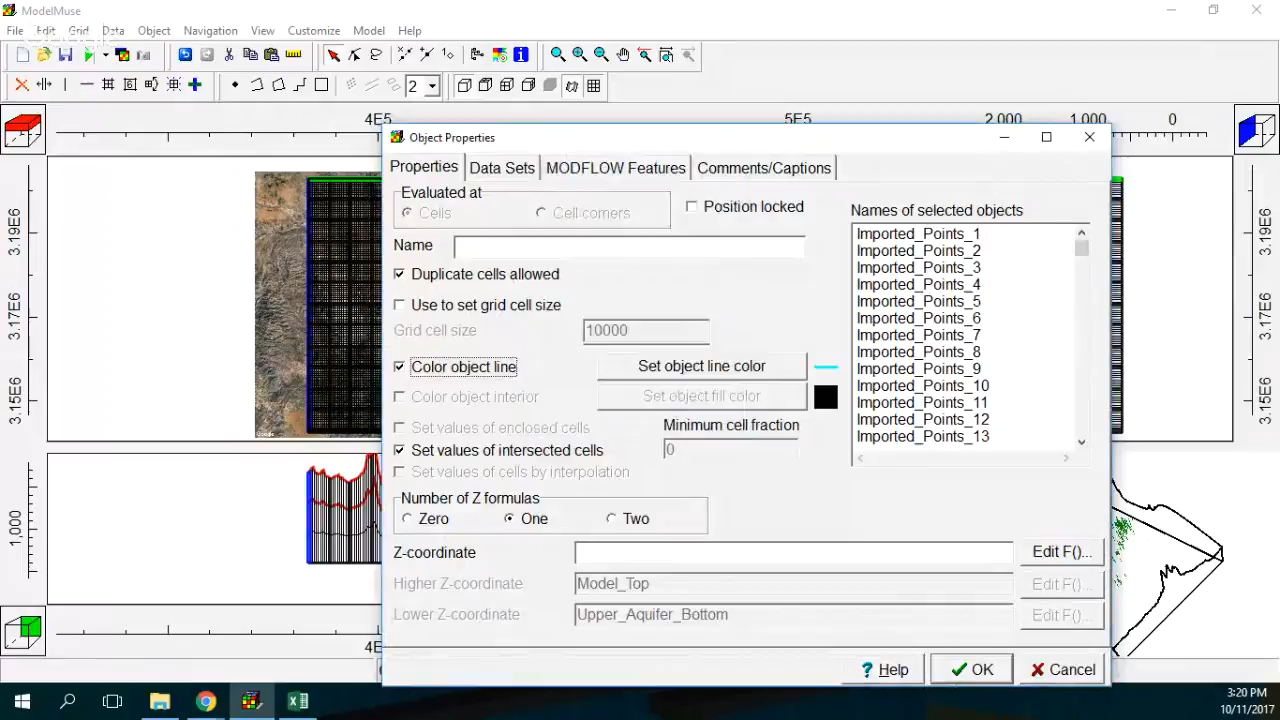 ModelMuse
File Edit Grid Data Object Navigation View Customize Model Help
2
4E5 5E5 2,000 1,000 0
Object Properties
Properties Data Sets MODFLOW Features Comments/Captions
Evaluated at
Cells Cell corners
Position locked
Names of selected objects
Name
Duplicate cells allowed
Use to set grid cell size
Grid cell size 10000
Color object line Set object line color
Color object interior Set object fill color
Set values of enclosed cells
Minimum cell fraction
Set values of intersected cells 0
Set values of cells by interpolation
Imported_Points_1
Imported_Points_2
Imported_Points_3
Imported_Points_4
Imported_Points_5
Imported_Points_6
Imported_Points_7
Imported_Points_8
Imported_Points_9
Imported_Points_10
Imported_Points_11
Imported_Points_12
Imported_Points_13
Number of Z formulas
Zero One Two
Z-coordinate Edit F()...
Higher Z-coordinate Model_Top Edit F()...
Lower Z-coordinate Upper_Aquifer_Bottom Edit F()...
Help OK Cancel
3.19E6
3.17E6
3.15E6
3.19E6
3.17E6
3.15E6
Google
1,000
4E
3:20 PM
10/11/2017